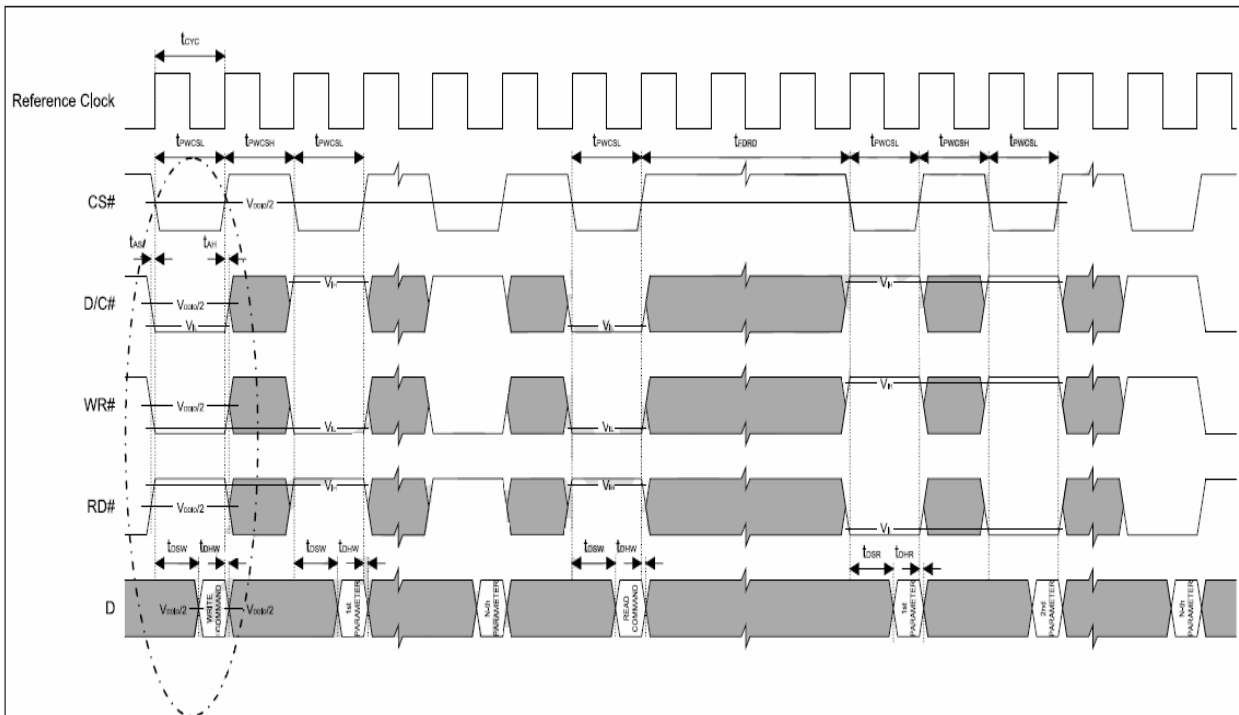 tCYC
Reference Clock
tPWCSL tPWCSH tPWCSL tPWCSL tFDRD tPWCSL tPWCSH tPWCSL
CS#
VDDIO/2
tAS tAH
VIH VIH
D/C#
VDDIO/2
VIL VIL
VIH
WR#
VDDIO/2
VIL VIL
VIH VIH
RD#
VDDIO/2
VIL
tDSW tDHW tDSW tDHW tDSW tDHW tDSR tDHR
D
VDDIO/2
WRITE COMMAND
VDDIO/2
1st PARAMETER
N-th PARAMETER
READ COMMAND
1st PARAMETER
2nd PARAMETER
N-th PARAMETER